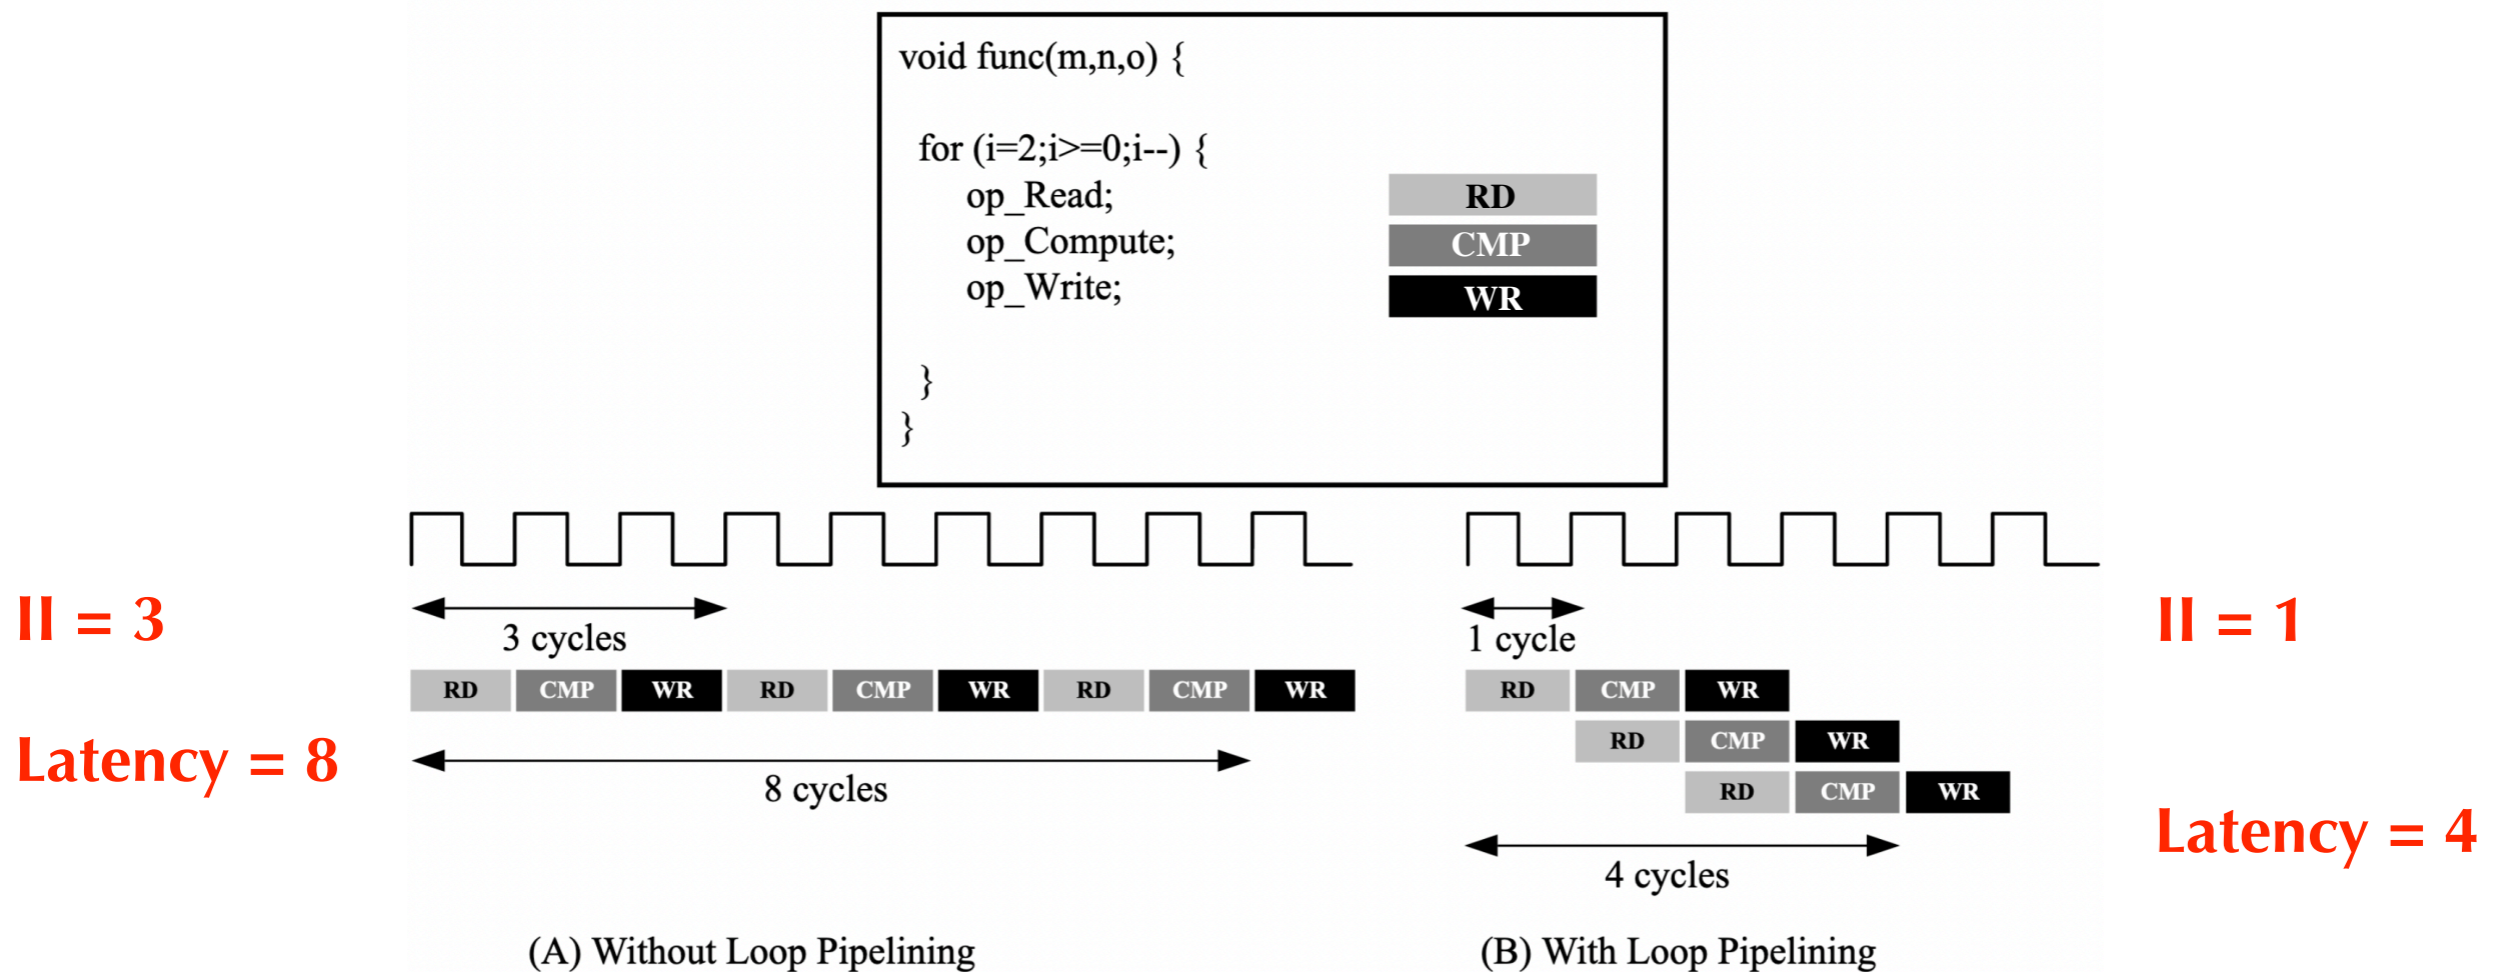 void func(m,n,o) {
for (i=2;i>=0;i--) {
op_Read;
op_Compute;
op_Write;
}
}
RD
CMP
WR
II = 3
3 cycles
RD CMP WR RD CMP WR RD CMP WR
Latency = 8
8 cycles
(A) Without Loop Pipelining
II = 1
1 cycle
RD CMP WR
RD CMP WR
RD CMP WR
Latency = 4
4 cycles
(B) With Loop Pipelining